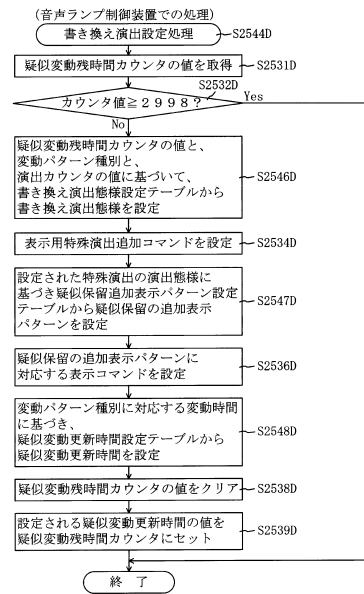 (音声ランプ制御装置での処理)
書き換え演出設定処理
S2544D
疑似変動残時間カウンタの値を取得
S2531D
S2532D
カウンタ値≧2998?
Yes
No
疑似変動残時間カウンタの値と、
変動パターン種別と、
演出カウンタの値に基づいて、
書き換え演出態様設定テーブルから
書き換え演出態様を設定
S2546D
表示用特殊演出追加コマンドを設定
S2534D
設定された特殊演出の演出態様に
基づき疑似保留追加表示パターン設定
テーブルから疑似保留の追加表示
パターンを設定
S2547D
疑似保留の追加表示パターンに
対応する表示コマンドを設定
S2536D
変動パターン種別に対応する変動時間
に基づき、
疑似変動更新時間設定テーブルから
疑似変動更新時間を設定
S2548D
疑似変動残時間カウンタの値をクリア
S2538D
設定される疑似変動更新時間の値を
疑似変動残時間カウンタにセット
S2539D
終 了